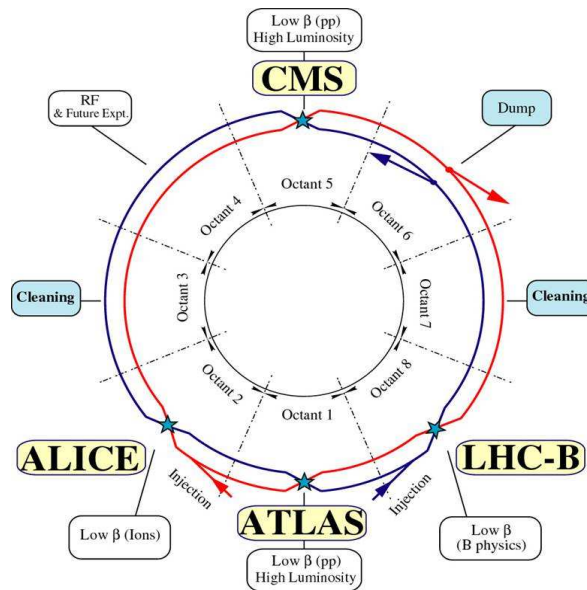 Low β (pp)
High Luminosity
CMS
RF
& Future Expt.
Dump
Octant 5
Octant 4
Octant 6
Cleaning
Octant 3
Octant 7
Cleaning
Octant 2
Octant 8
Octant 1
ALICE
LHC-B
Injection
Injection
ATLAS
Low β (Ions)
Low β (pp)
High Luminosity
Low β
(B physics)